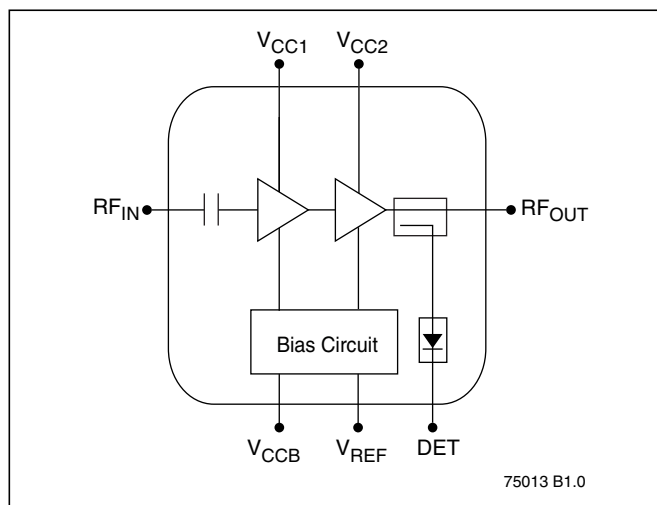 VCC1 VCC2
RFIN RFOUT
Bias Circuit
VCCB VREF DET
75013 B1.0